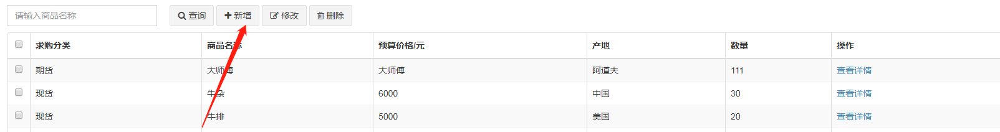 请输入商品名称 查询 新增 修改 删除
求购分类 商品名称 预算价格/元 产地 数量 操作
期货 大师傅 大师傅 阿道夫 111 查看详情
现货 牛杂 6000 中国 30 查看详情
现货 牛排 5000 美国 20 查看详情